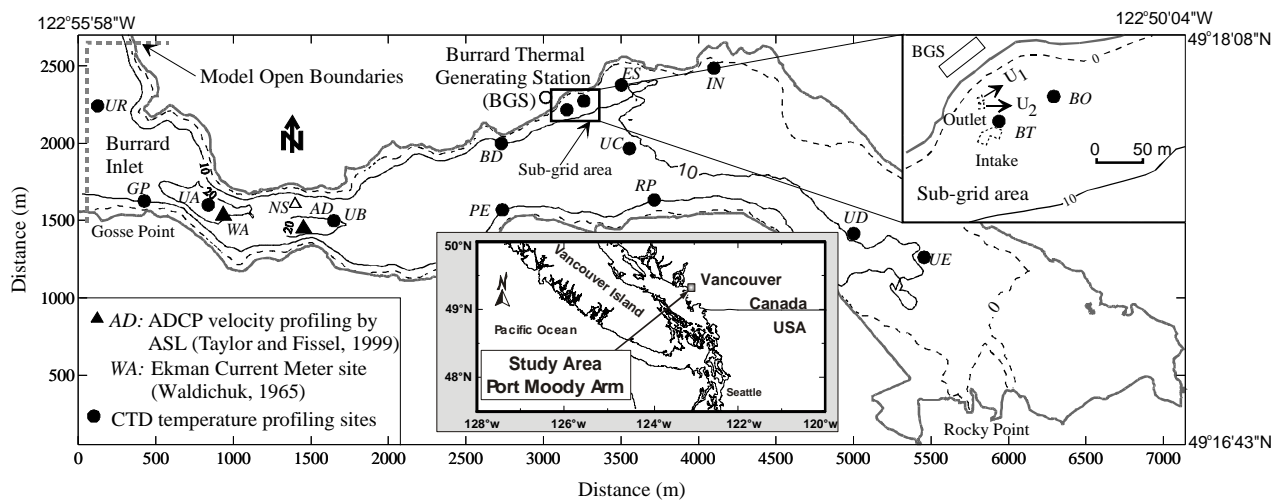 122°55'58"W
122°50'04"W
49°18'08"N
2500
2000
1500
1000
500
Distance (m)
Model Open Boundaries
Burrard Thermal
Generating Station
(BGS)
ES
IN
UR
N
Burrard
Inlet
BD
Sub-grid
area
UC
10
10
20
GP
UA
WA
NS
AD
UB
20
Gosse Point
PE
RP
UD
UE
0
Rocky Point
BGS
0
U1
U2
Outlet
BO
BT
Intake
0 50 m
Sub-grid area
10
AD: ADCP velocity profiling by
ASL (Taylor and Fissel, 1999)
WA: Ekman Current Meter site
(Waldichuk, 1965)
CTD temperature profiling sites
50°N
49°N
48°N
N
Vancouver Island
Vancouver
Canada
USA
Pacific Ocean
Study Area
Port Moody Arm
Seattle
128°W 126°W 124°W 122°W 120°W
49°16'43"N
0 500 1000 1500 2000 2500 3000 3500 4000 4500 5000 5500 6000 6500 7000
Distance (m)